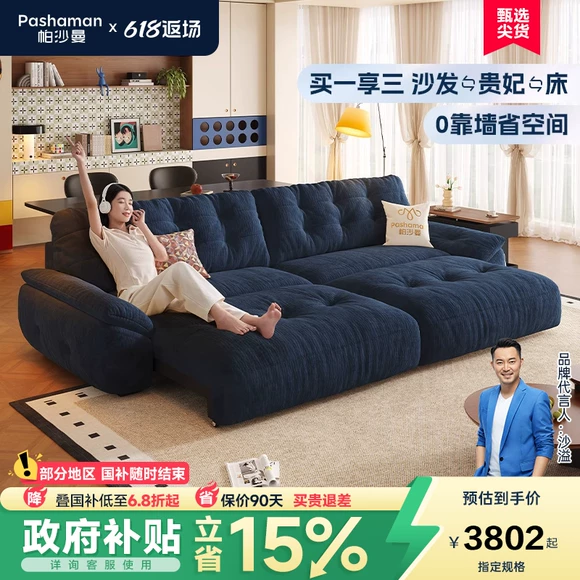 Pashaman
帕沙曼
x
618返场
甄选
尖货
买一享三 沙发⇆贵妃⇆床
0靠墙省空间
Pashaman
帕沙曼
品牌代言人:沙溢
部分地区 国补随时结束
降 叠国补低至6.8折起 省 保价90天 买贵退差
预估到手价
政府补贴
详询客服使用
立省15%
¥3802起
指定规格